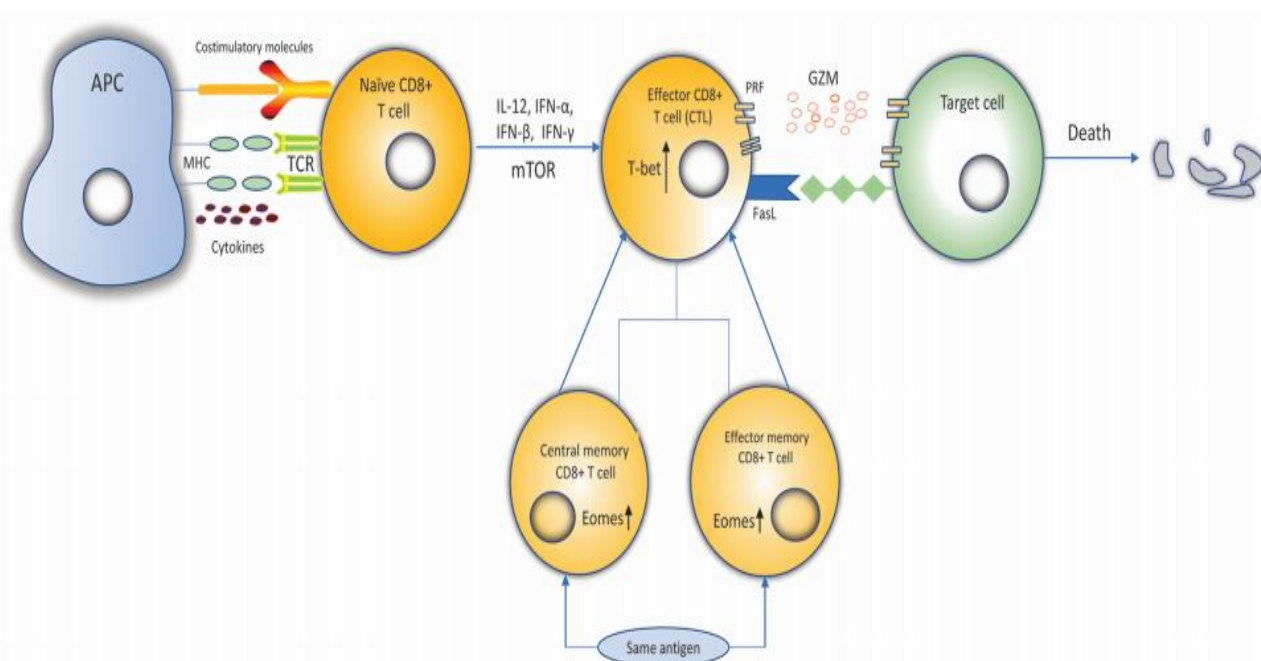 Costimulatory molecules
APC
Naïve CD8+
T cell
MHC
TCR
Cytokines
IL-12, IFN-α,
IFN-β, IFN-γ
mTOR
Effector CD8+
T cell (CTL)
T-bet
PRF
GZM
FasL
Target cell
Death
Central memory
CD8+ T cell
Eomes
Effector memory
CD8+ T cell
Eomes
Same antigen